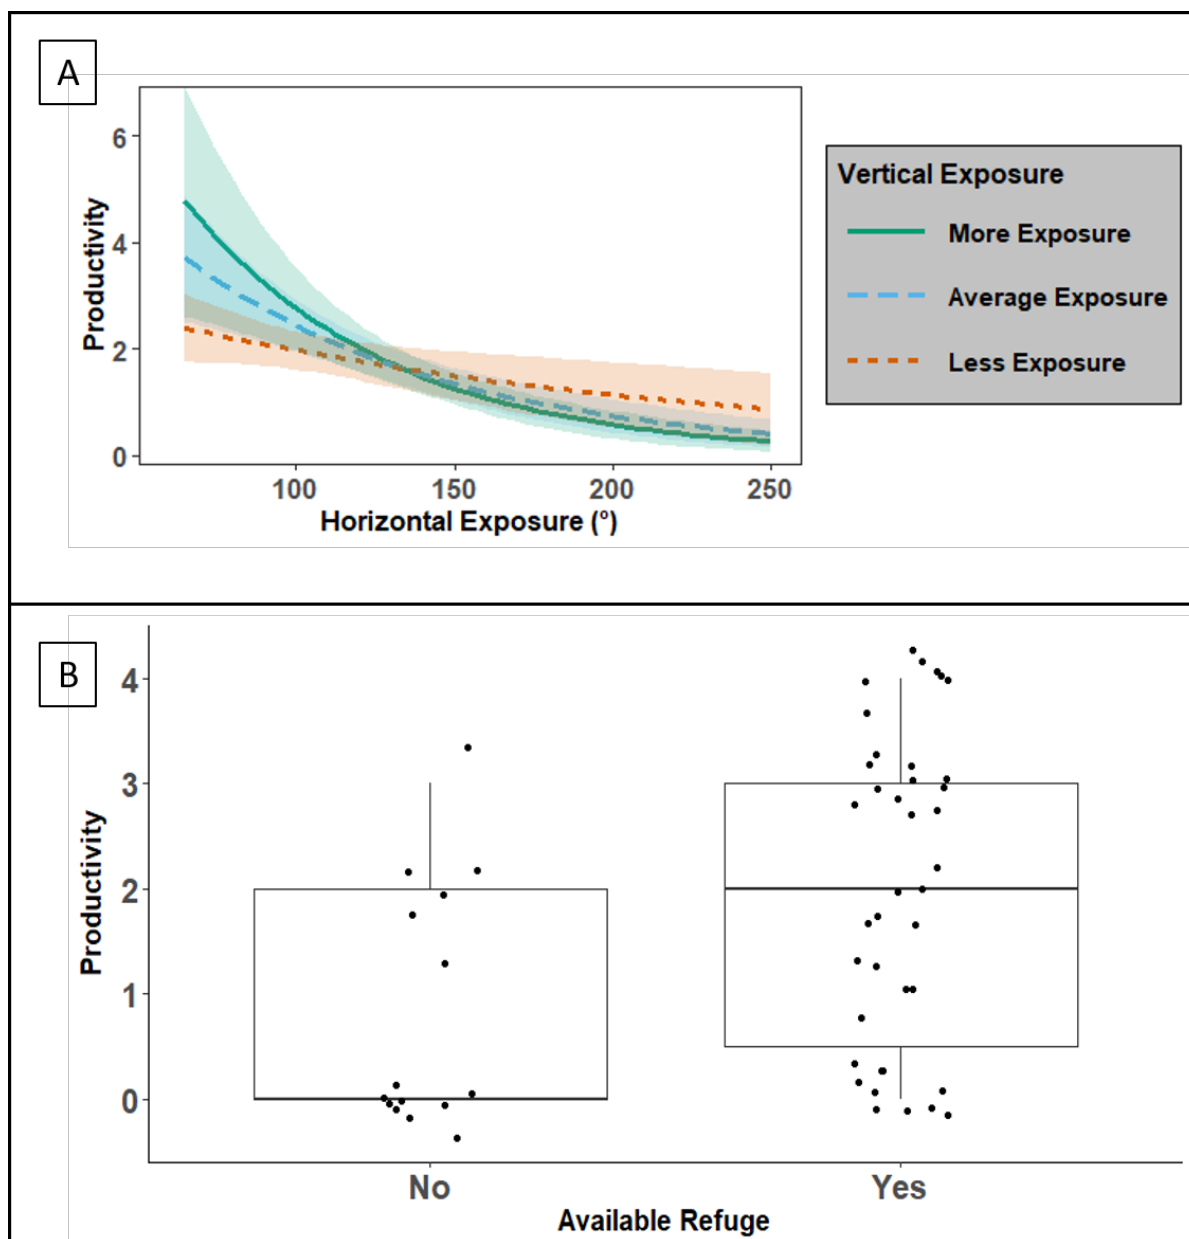 A
6
4
2
0
Productivity
100 150 200 250
Horizontal Exposure (°)
Vertical Exposure
More Exposure
Average Exposure
Less Exposure
B
4
3
2
1
0
Productivity
No Yes
Available Refuge